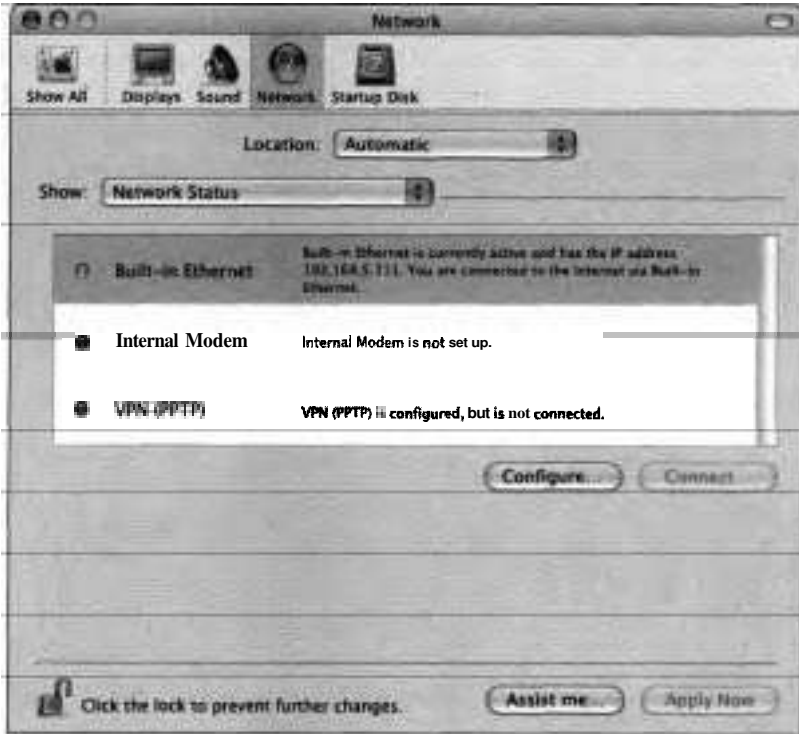 Network
Show All Displays Sound Network Startup Disk
Location: Automatic
Show: Network Status
Built-in Ethernet
Built-in Ethernet is currently active and has the IP address
You are connected to the Internet via Built-in
Ethernet.
Internal Modem
Internal Modem is not set up.
VPN (PPTP)
VPN (PPTP) is configured, but is not connected.
Configure... Connect
Click the lock to prevent further changes.
Assist me... Apply Now